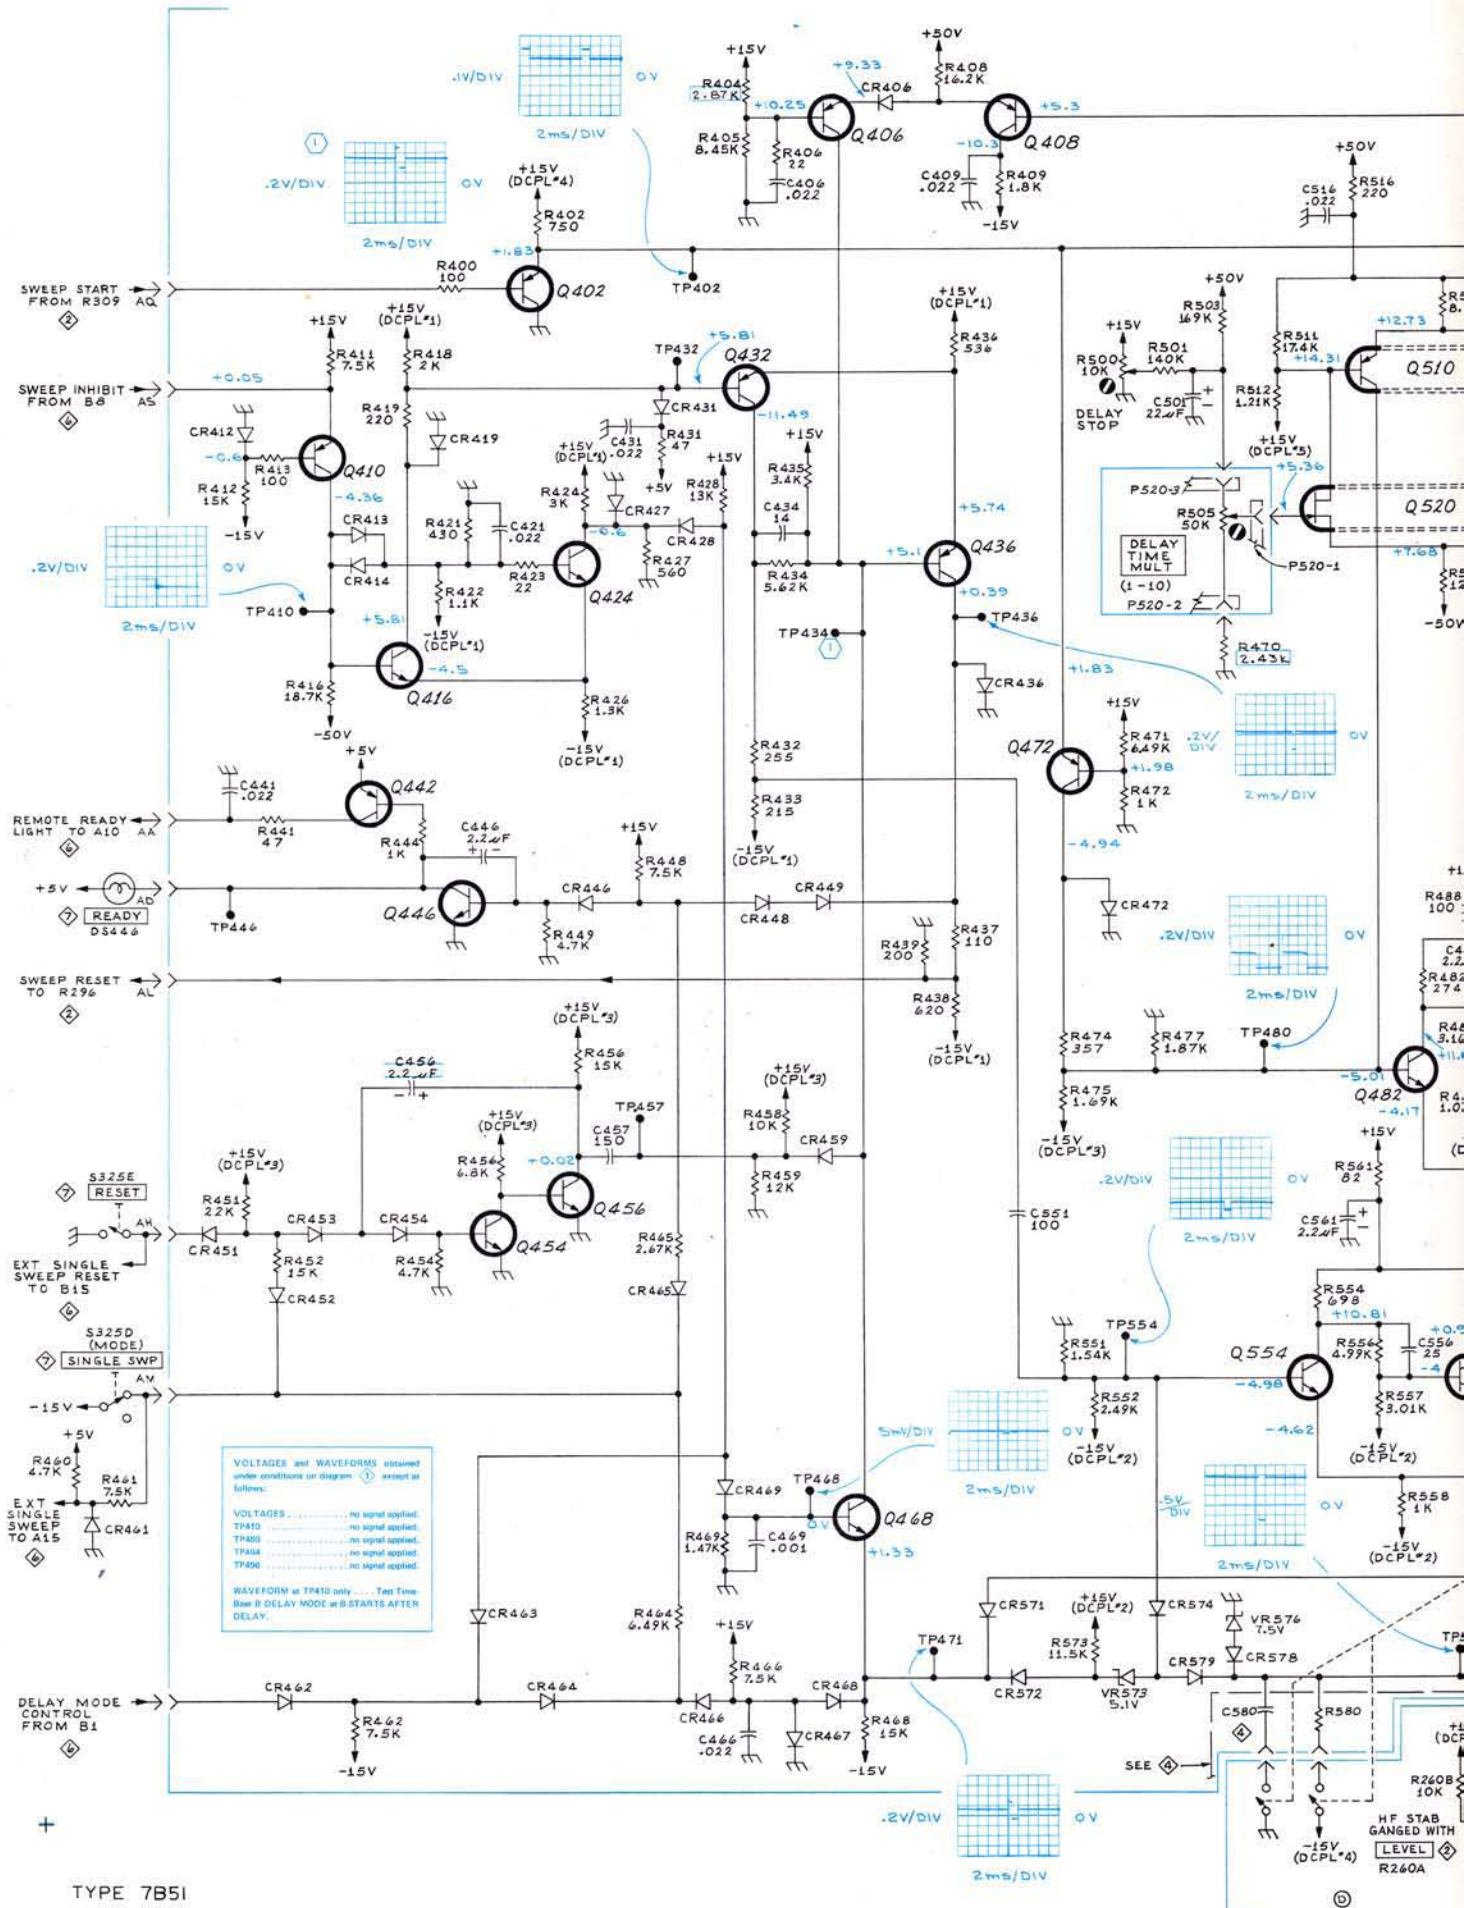 +50V
+15V
+9.33
R408
16.2K
.1V/DIV
0V
R404
2.87K
CR406
+10.25
+5.3
2ms/DIV
Q406
-10.3
Q408
R405
8.45K
R406
22
C406
.022
C409
.022
R409
1.8K
-15V
+50V
C516
.022
R516
220
1
.2V/DIV
0V
2ms/DIV
+15V
(DCPL#4)
R402
750
+1.83
SWEEP START
FROM R309 AQ
2
R400
100
Q402
TP402
+50V
R503
169K
+15V
(DCPL#1)
R436
536
+12.73
+15V
R411
7.5K
+15V
(DCPL#1)
R418
2K
TP432
+5.81
Q432
+15V
R500
10K
R501
140K
R511
17.4K
+14.31
Q510
SWEEP INHIBIT
FROM B8 AS
6
+0.05
DELAY
STOP
C501
22µF
R512
1.21K
+15V
(DCPL#5)
CR412
R419
220
CR419
CR431
C431
.022
R431
47
+5V
-11.49
-0.6
R413
100
Q410
R412
15K
-15V
-4.36
+15V
(DCPL#1)
R424
3K
CR427
+15V
R428
13K
+15V
R435
3.4K
+5.36
P520-3
R505
50K
Q520
DELAY
TIME
MULT
(1-10)
P520-1
P520-2
+7.68
-50V
CR413
CR414
R421
430
C421
.022
-0.6
CR428
R427
560
C434
14
R434
5.62K
+5.1
+5.74
Q436
+0.39
.2V/DIV
0V
2ms/DIV
TP410
R422
1.1K
-15V
(DCPL#1)
R423
22
Q424
+5.81
-4.5
Q416
TP434
1
TP436
CR436
+1.83
R470
2.43K
R416
18.7K
-50V
R426
1.3K
-15V
(DCPL#1)
+15V
R471
6.49K
.2V/
DIV
0V
Q472
+1.98
R472
1K
2ms/DIV
-4.94
+5V
Q442
C441
.022
REMOTE READY
LIGHT TO A10 AA
6
R441
47
R444
1K
C446
2.2µF
+15V
R448
7.5K
R432
255
R433
215
-15V
(DCPL#1)
+5V
AD
7
READY
DS446
TP446
Q446
CR446
R449
4.7K
CR448
CR449
R439
200
R437
110
CR472
.2V/DIV
0V
2ms/DIV
R488
100
R482
274
SWEEP RESET
TO R296 AL
2
R438
620
-15V
(DCPL#1)
R474
357
R477
1.87K
TP480
R475
1.69K
-15V
(DCPL#3)
-5.01
Q482
-4.17
C456
2.2µF
+15V
(DCPL#3)
R456
15K
+15V
(DCPL#3)
R456
6.8K
C457
150
TP457
+0.02
+15V
(DCPL#3)
R458
10K
CR459
R459
12K
.2V/DIV
0V
2ms/DIV
+15V
R561
82
C561
2.2µF
7
S325E
RESET
AH
+15V
(DCPL#3)
R451
22K
CR451
CR453
CR454
R454
4.7K
Q454
Q456
R465
2.67K
C551
100
EXT SINGLE
SWEEP RESET
TO B15
6
R452
15K
CR452
CR465
R551
1.54K
TP554
R554
698
+10.81
S325D
(MODE)
7
SINGLE SWP
AM
-15V
Q554
-4.98
R556
4.99K
C556
25
R557
3.01K
-15V
(DCPL#2)
R552
2.49K
-15V
(DCPL#2)
-4.62
+5V
R460
4.7K
R461
7.5K
EXT
SINGLE
SWEEP
TO A15
6
CR461
VOLTAGES and WAVEFORMS obtained
under conditions on diagram 1 except as
follows:
VOLTAGES . . . . . . . no signal applied.
TP410 . . . . . . . no signal applied.
TP480 . . . . . . . no signal applied.
TP494 . . . . . . . no signal applied.
TP496 . . . . . . . no signal applied.
WAVEFORM at TP410 only . . . . Test Time-
Base B DELAY MODE at B STARTS AFTER
DELAY.
5mV/DIV
0V
2ms/DIV
CR469
TP468
0V
Q468
R469
1.47K
C469
.001
+1.33
.5V
DIV
0V
2ms/DIV
R558
1K
-15V
(DCPL#2)
CR463
R464
6.49K
+15V
R466
7.5K
TP471
CR571
+15V
(DCPL#2)
R573
11.5K
CR574
VR576
7.5V
CR578
CR579
DELAY MODE
CONTROL
FROM B1
6
CR462
R462
7.5K
-15V
CR464
CR466
C466
.022
CR468
CR467
R468
15K
-15V
CR572
VR573
5.1V
C580
4
R580
SEE 4
R260B
10K
.2V/DIV
0V
2ms/DIV
-15V
(DCPL#4)
HF STAB
GANGED WITH
LEVEL 2
R260A
TYPE 7B51
D